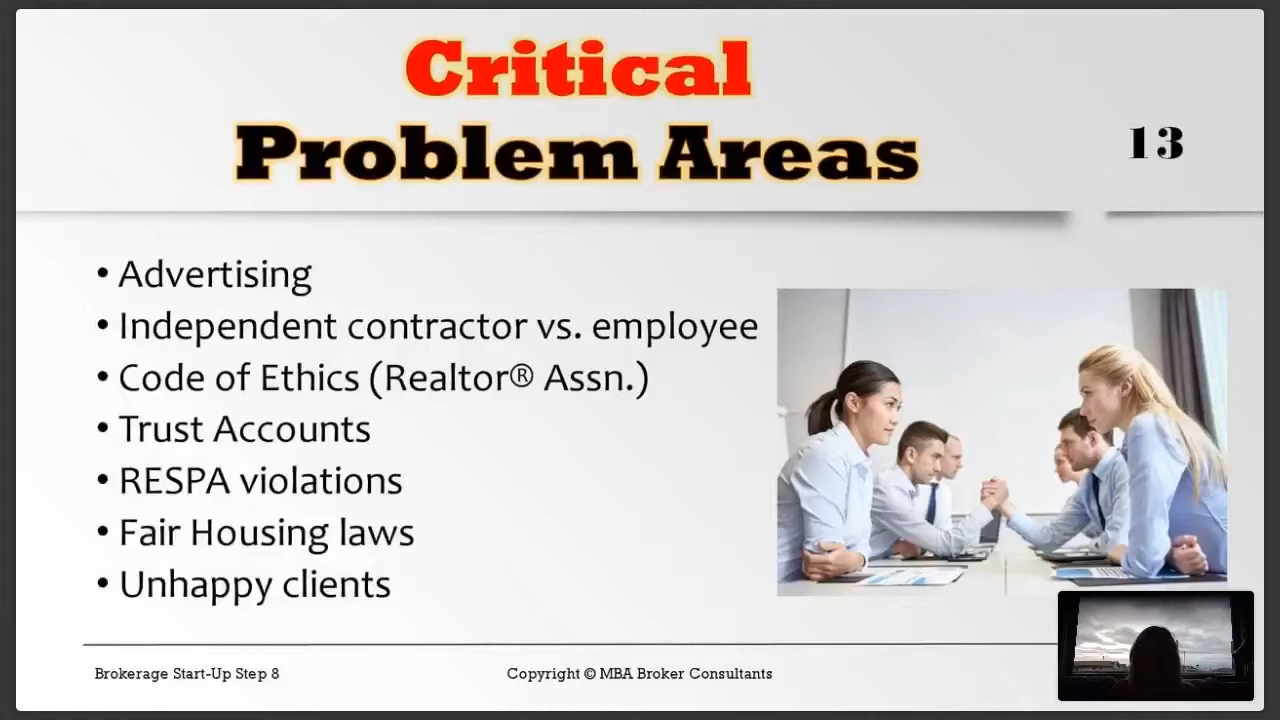 Critical
Problem Areas
13
• Advertising
• Independent contractor vs. employee
• Code of Ethics (Realtor® Assn.)
• Trust Accounts
• RESPA violations
• Fair Housing laws
• Unhappy clients
Brokerage Start-Up Step 8
Copyright © MBA Broker Consultants